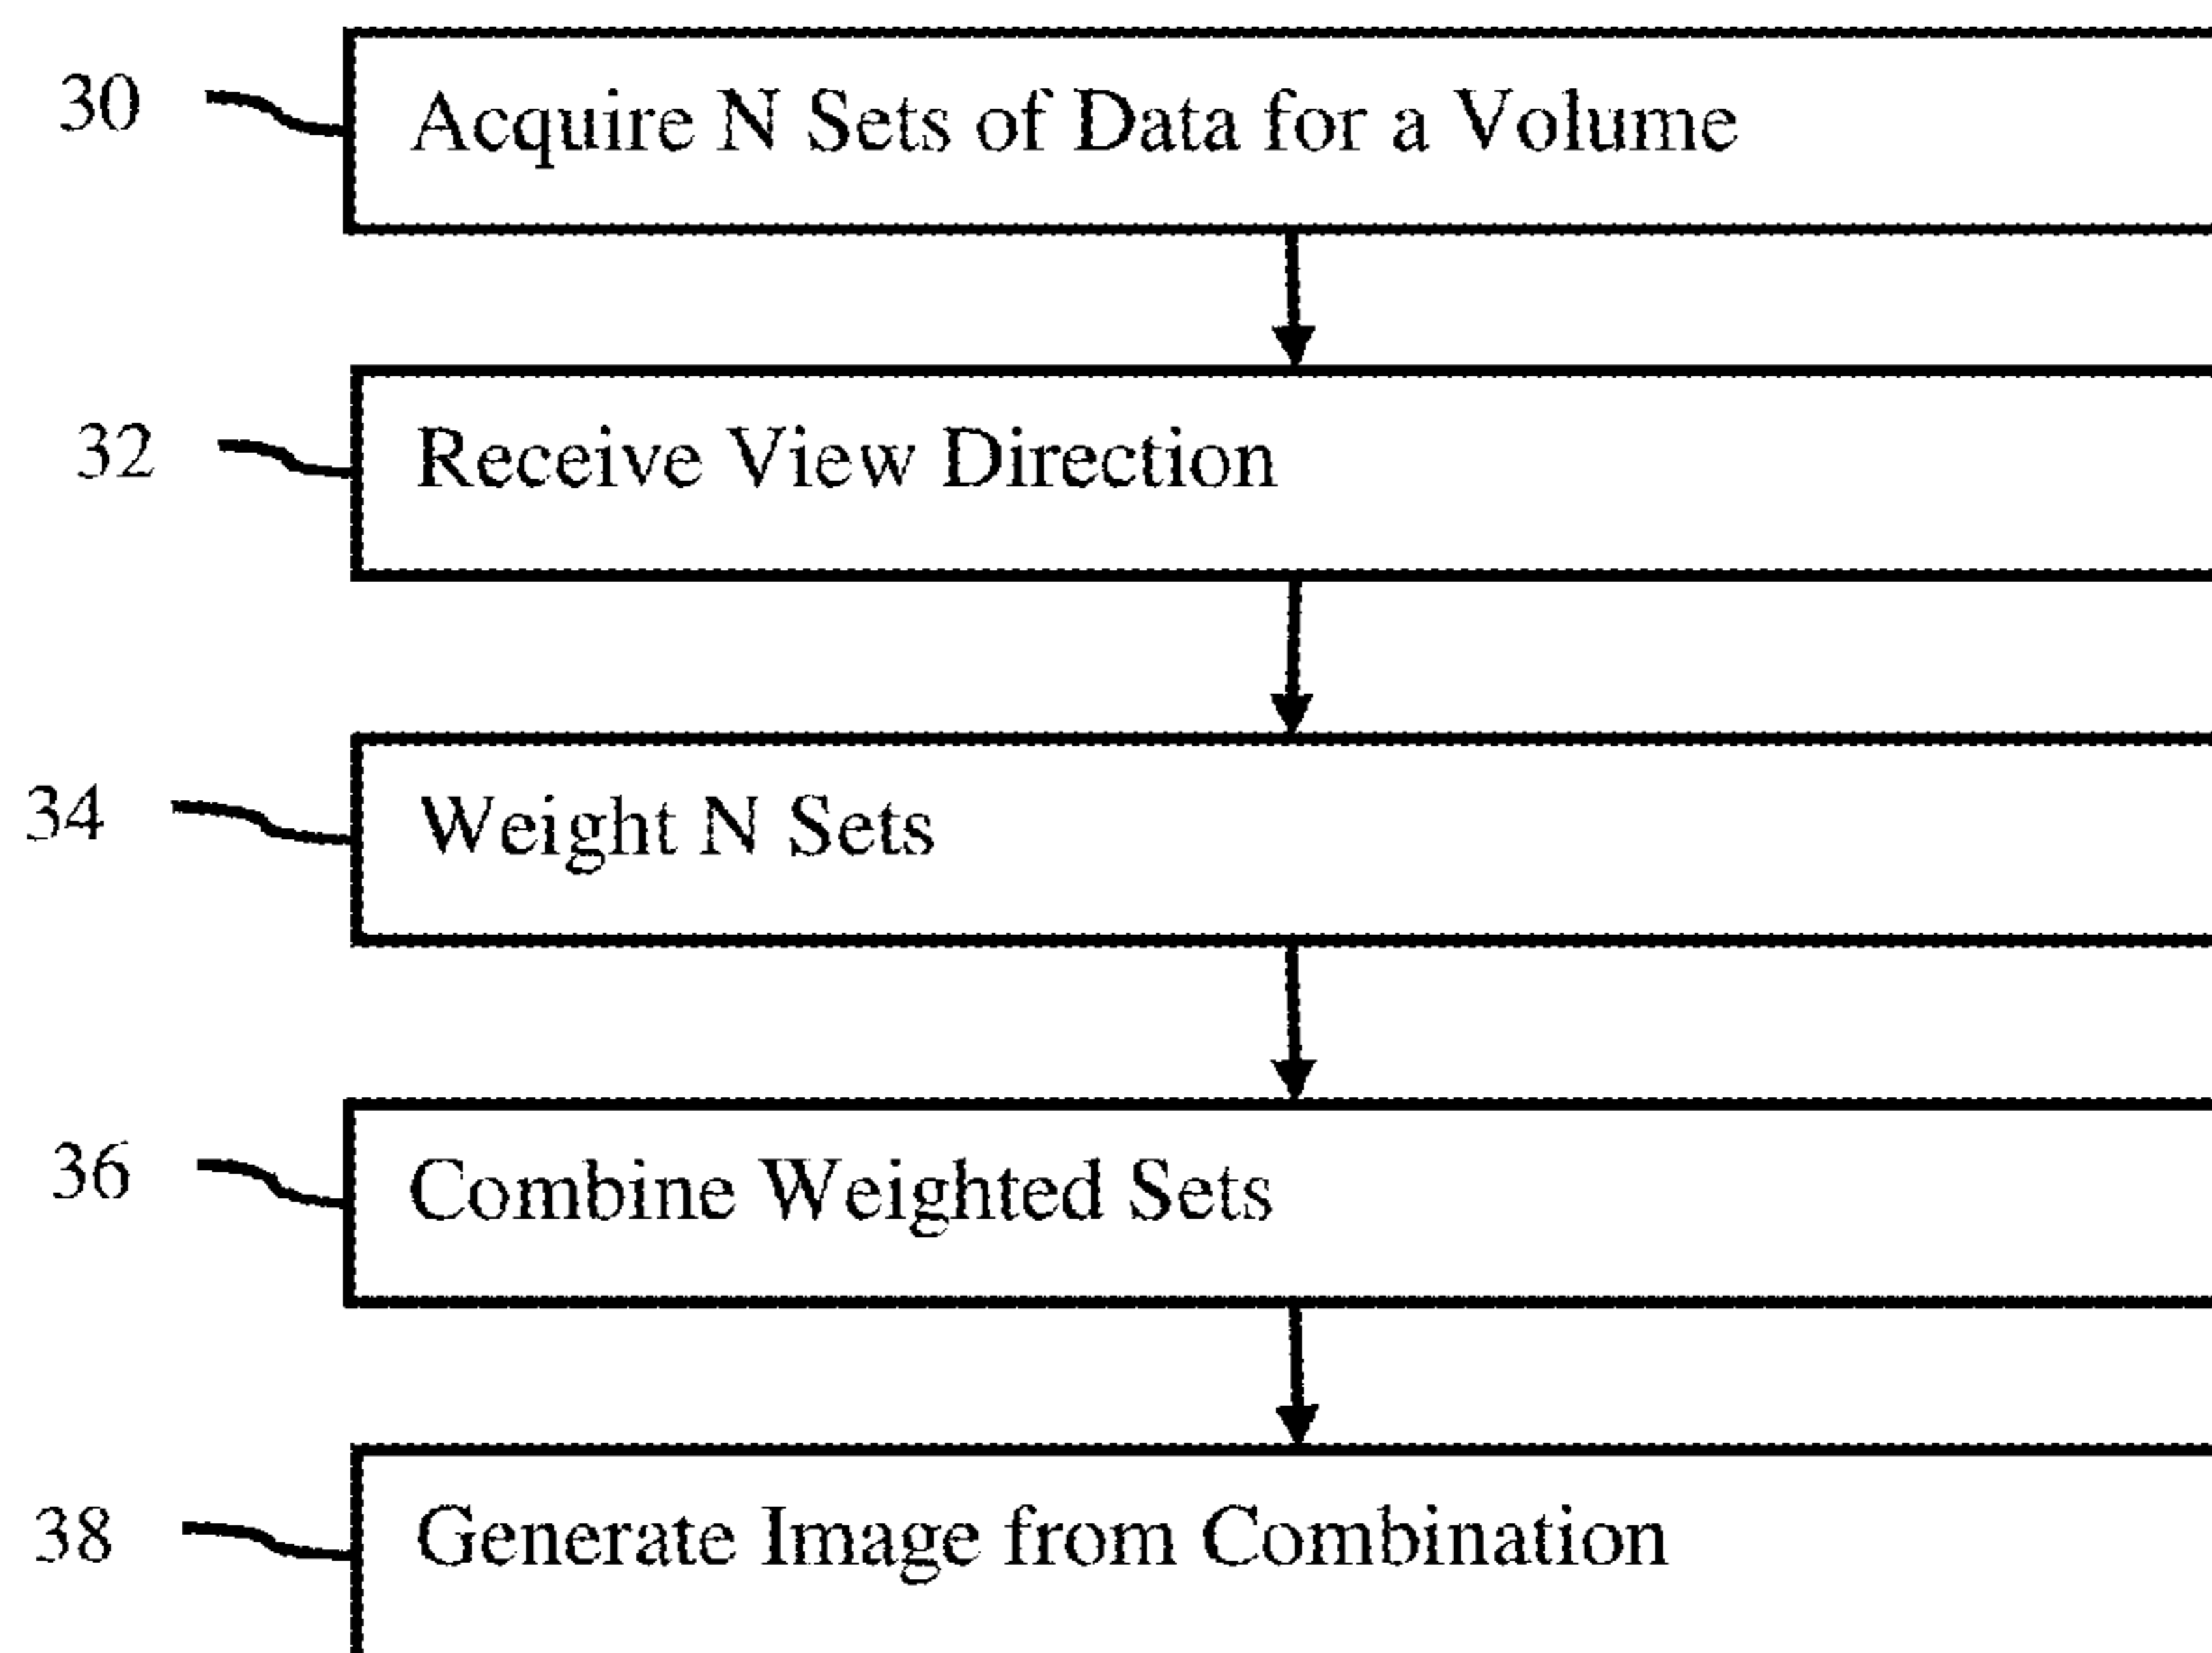 30 Acquire N Sets of Data for a Volume
32 Receive View Direction
34 Weight N Sets
36 Combine Weighted Sets
38 Generate Image from Combination